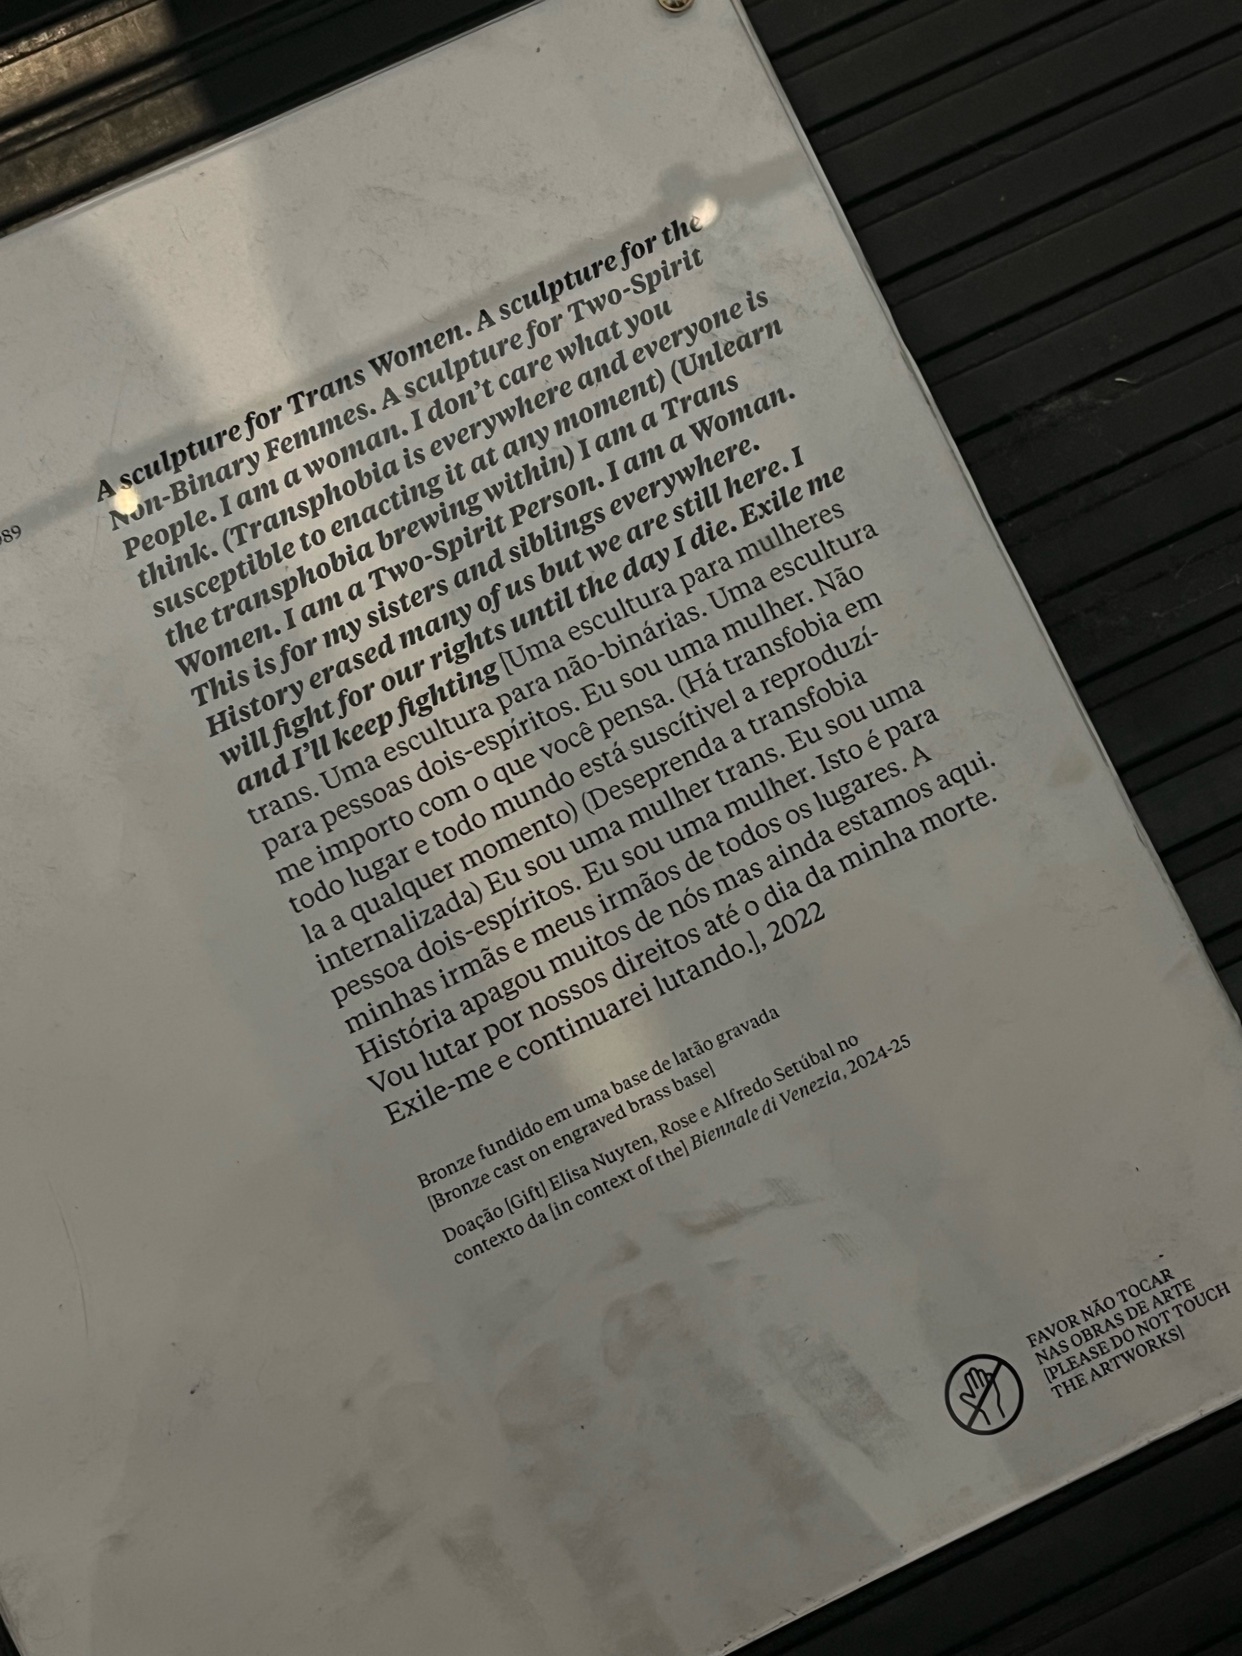 989
A sculpture for Trans Women. A sculpture for the
Non-Binary Femmes. A sculpture for Two-Spirit
People. I am a woman. I don't care what you
think. (Transphobia is everywhere and everyone is
susceptible to enacting it at any moment) (Unlearn
the transphobia brewing within) I am a Trans
Women. I am a Two-Spirit Person. I am a Woman.
This is for my sisters and siblings everywhere.
History erased many of us but we are still here. I
will fight for our rights until the day I die. Exile me
and I'll keep fighting [Uma escultura para mulheres
trans. Uma escultura para não-binárias. Uma escultura
para pessoas dois-espíritos. Eu sou uma mulher. Não
me importo com o que você pensa. (Há transfobia em
todo lugar e todo mundo está suscítivel a reproduzí-
la a qualquer momento) (Deseprenda a transfobia
internalizada) Eu sou uma mulher trans. Eu sou uma
pessoa dois-espíritos. Eu sou uma mulher. Isto é para
minhas irmãs e meus irmãos de todos os lugares. A
História apagou muitos de nós mas ainda estamos aqui.
Vou lutar por nossos direitos até o dia da minha morte.
Exile-me e continuarei lutando.], 2022
Bronze fundido em uma base de latão gravada
[Bronze cast on engraved brass base]
Doação [Gift] Elisa Nuyten, Rose e Alfredo Setúbal no
contexto da [in context of the] Biennale di Venezia, 2024-25
FAVOR NÃO TOCAR
NAS OBRAS DE ARTE
[PLEASE DO NOT TOUCH
THE ARTWORKS]